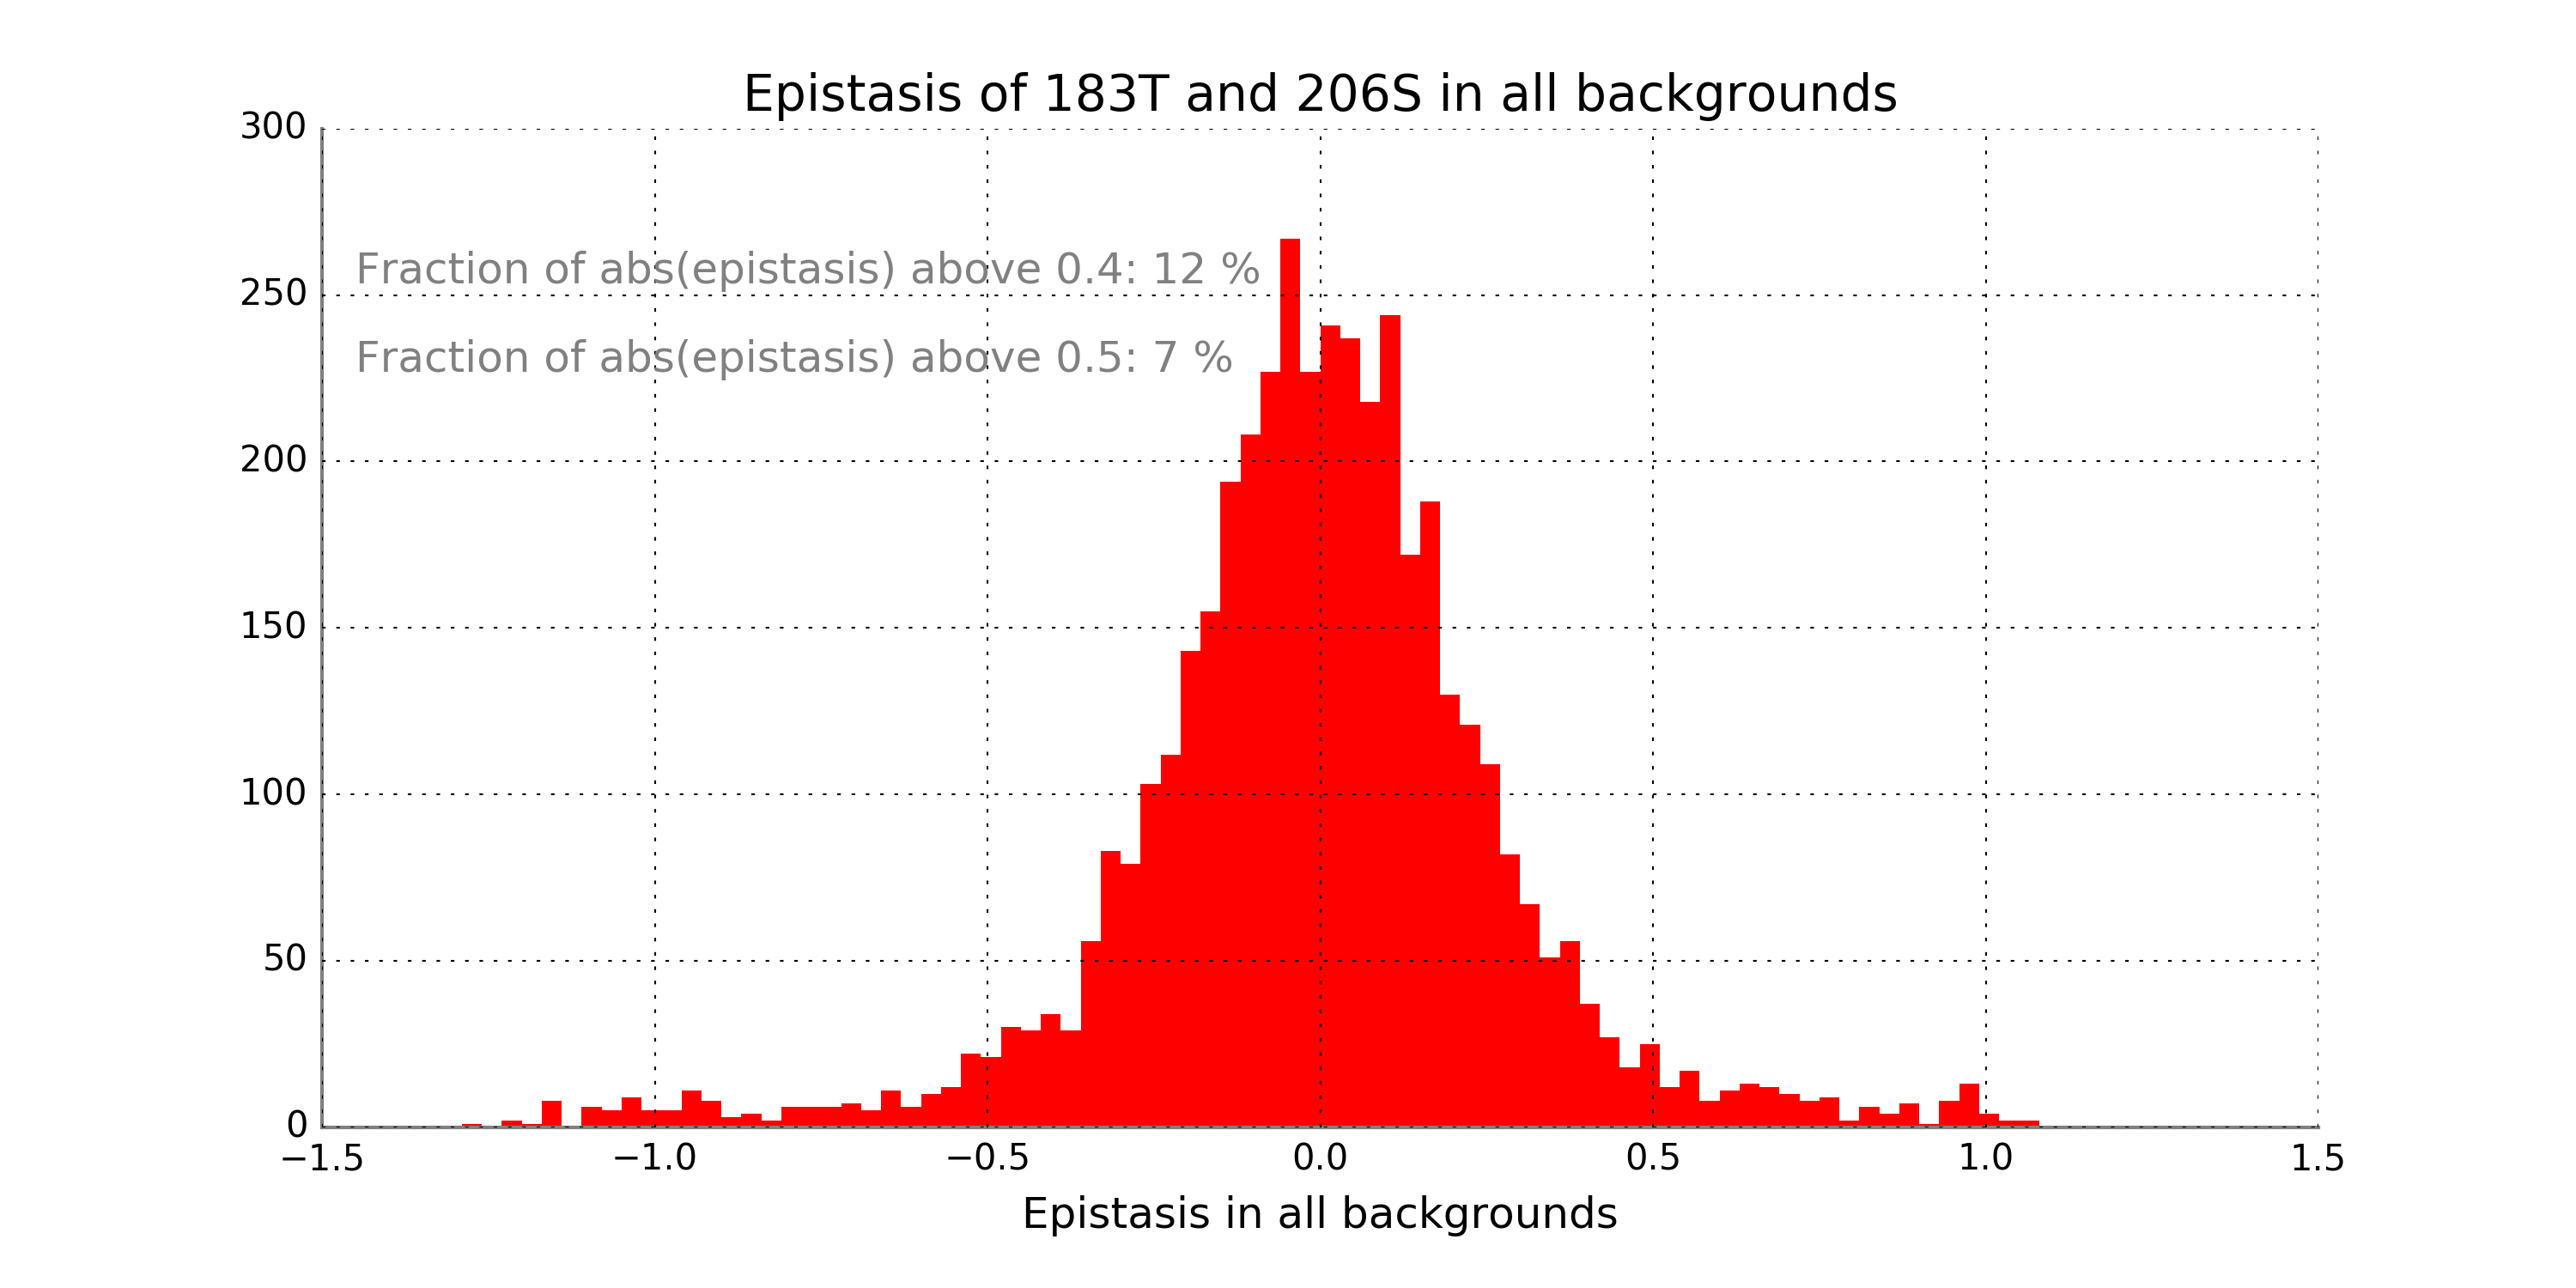 Epistasis of 183T and 206S in all backgrounds
300
Fraction of abs(epistasis) above 0.4: 12 %
250
Fraction of abs(epistasis) above 0.5: 7 %
200
150
100
50
0
−1.5 −1.0 −0.5 0.0 0.5 1.0 1.5
Epistasis in all backgrounds